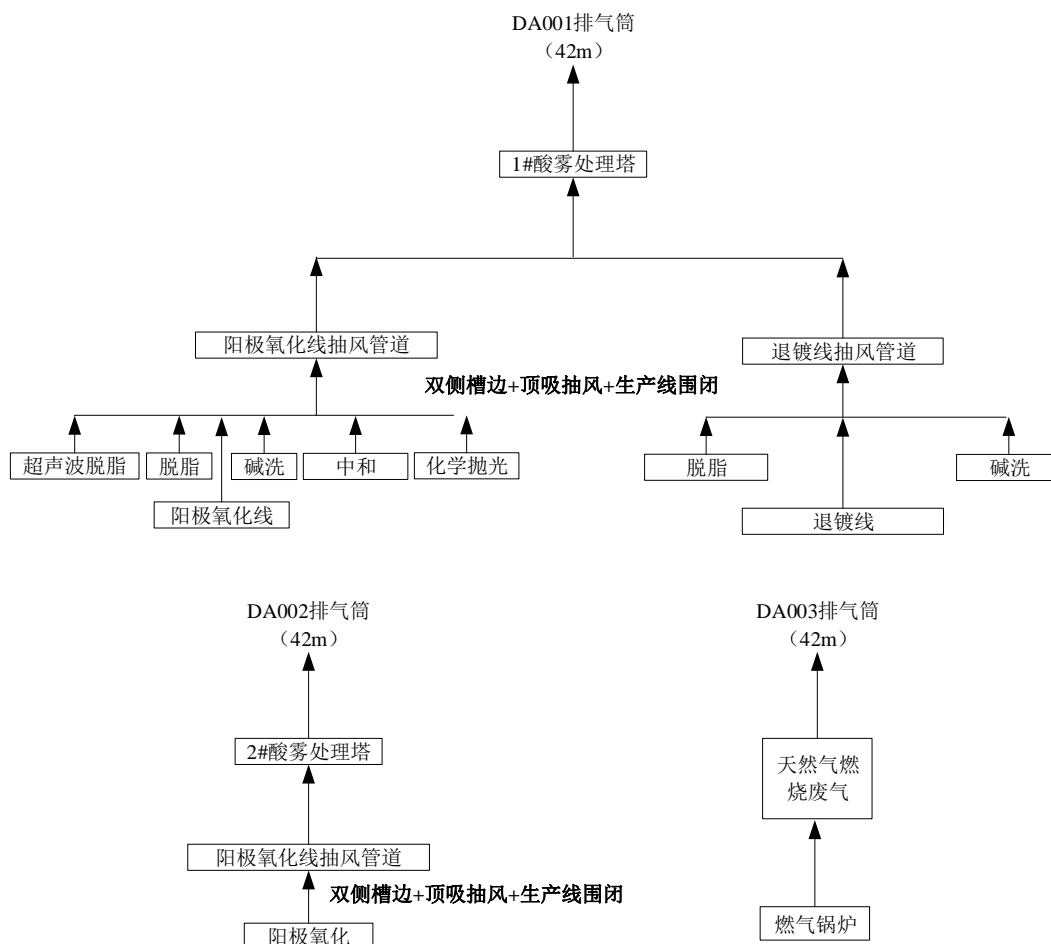 DA001排气筒
（42m）
1#酸雾处理塔
阳极氧化线抽风管道
退镀线抽风管道
双侧槽边+顶吸抽风+生产线围闭
超声波脱脂
脱脂
碱洗
中和
化学抛光
脱脂
碱洗
阳极氧化线
退镀线
DA002排气筒
（42m）
DA003排气筒
（42m）
2#酸雾处理塔
天然气燃
烧废气
阳极氧化线抽风管道
双侧槽边+顶吸抽风+生产线围闭
燃气锅炉
阳极氧化